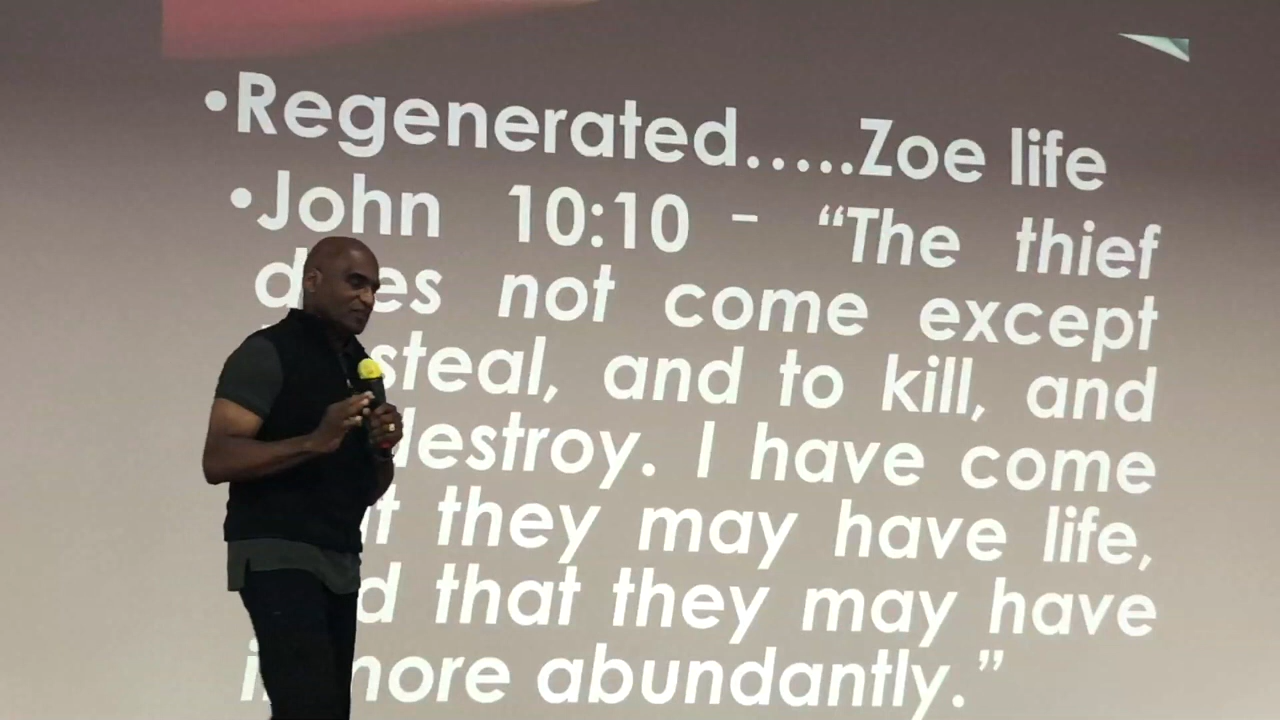 •Regenerated.....Zoe life
•John 10:10 - “The thief
does not come except
steal, and to kill, and
destroy. I have come
they may have life,
that they may have
more abundantly.”